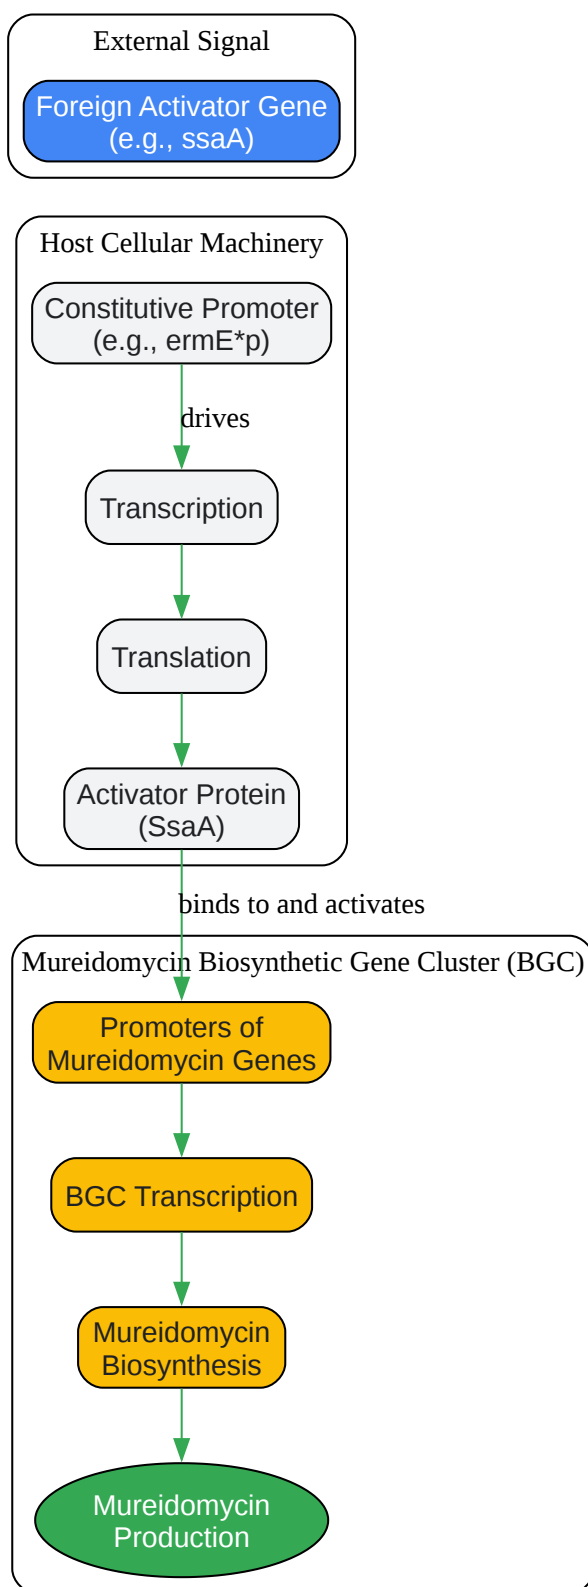 External Signal
Foreign Activator Gene
(e.g., ssaA)
Host Cellular Machinery
Constitutive Promoter
(e.g., ermE*p)
drives
Transcription
Translation
Activator Protein
(SsaA)
binds to and activates
Mureidomycin Biosynthetic Gene Cluster (BGC)
Promoters of
Mureidomycin Genes
BGC Transcription
Mureidomycin
Biosynthesis
Mureidomycin
Production